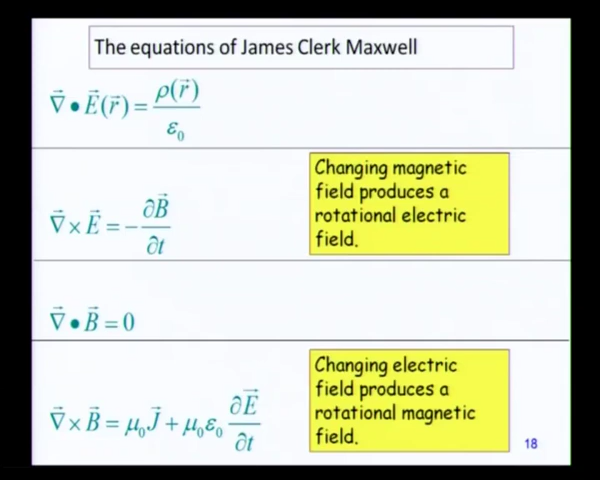 The equations of James Clerk Maxwell
∇⃗ • E⃗(r⃗) = ρ(r⃗) / ε₀
∇⃗ × E⃗ = − ∂B⃗ / ∂t
Changing magnetic
field produces a
rotational electric
field.
∇⃗ • B⃗ = 0
∇⃗ × B⃗ = μ₀J⃗ + μ₀ε₀ ∂E⃗ / ∂t
Changing electric
field produces a
rotational magnetic
field.
18